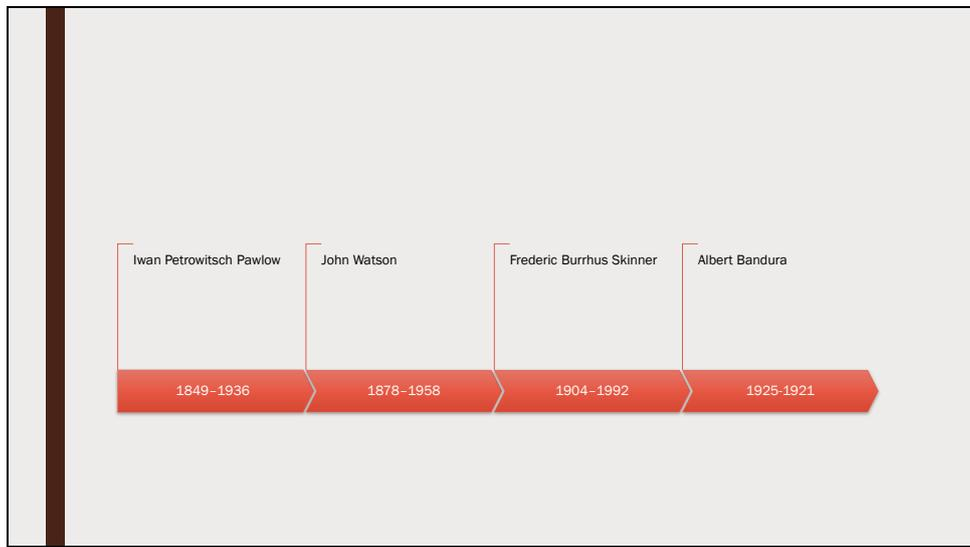 Iwan Petrowitsch Pawlow
John Watson
Frederic Burrhus Skinner
Albert Bandura
1849–1936
1878–1958
1904–1992
1925-1921